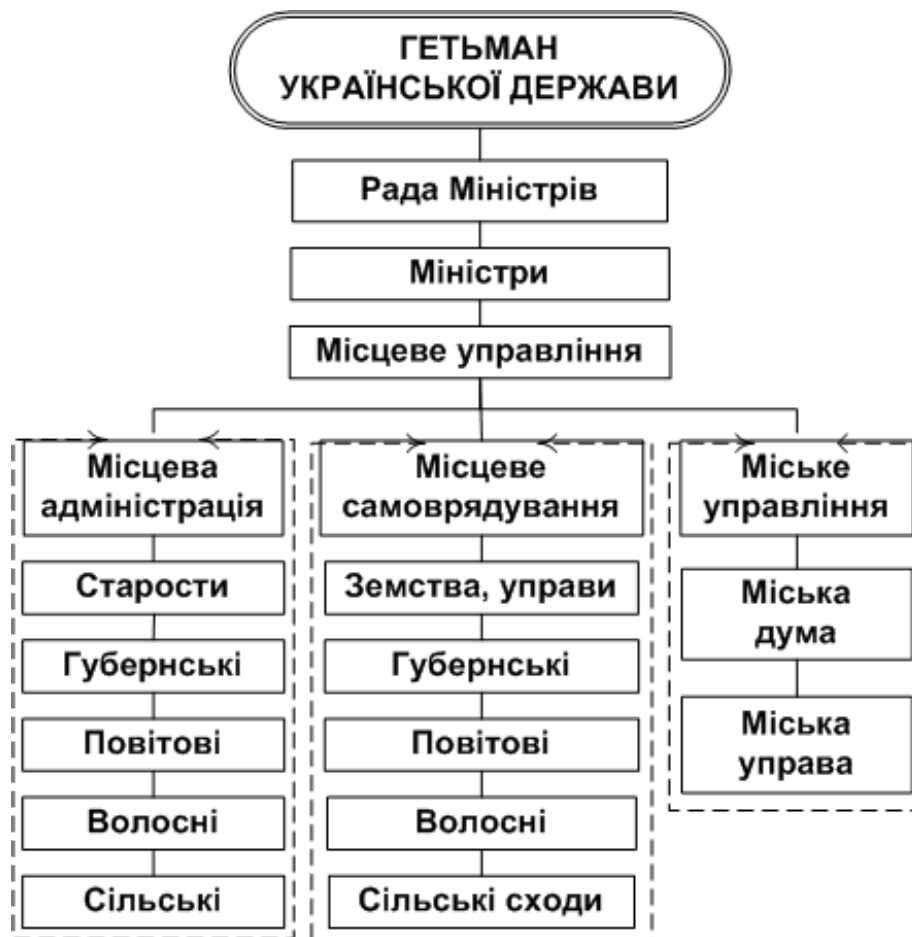 ГЕТЬМАН
УКРАЇНСЬКОЇ ДЕРЖАВИ
Рада Міністрів
Міністри
Місцеве управління
Місцева
адміністрація
Старости
Губернські
Повітові
Волосні
Сільські
Місцеве
самоврядування
Земства, управи
Губернські
Повітові
Волосні
Сільські сходи
Міське
управління
Міська
дума
Міська
управа